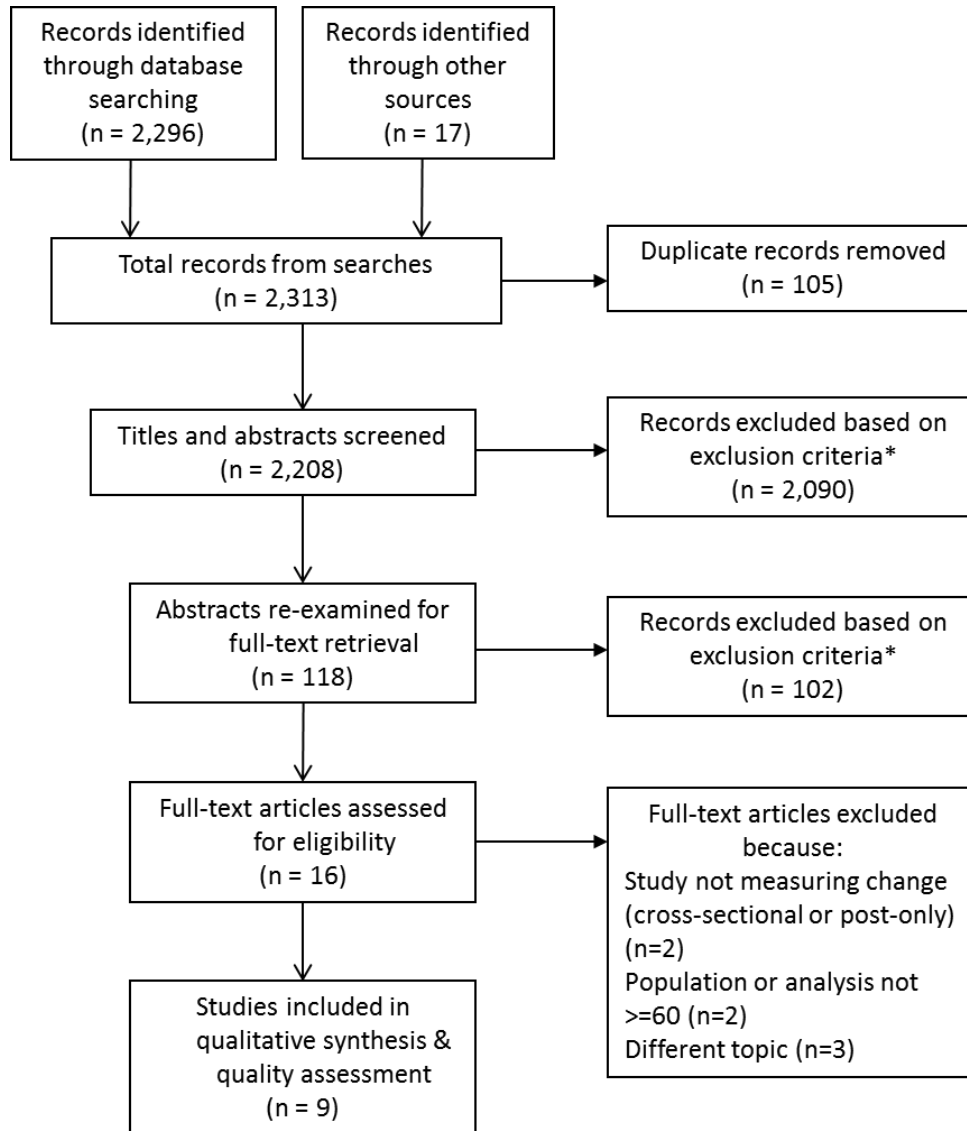 Records identified
through database
searching
(n = 2,296)
Records identified
through other
sources
(n = 17)
Total records from searches
(n = 2,313)
Duplicate records removed
(n = 105)
Titles and abstracts screened
(n = 2,208)
Records excluded based on
exclusion criteria*
(n = 2,090)
Abstracts re-examined for
full-text retrieval
(n = 118)
Records excluded based on
exclusion criteria*
(n = 102)
Full-text articles assessed
for eligibility
(n = 16)
Full-text articles excluded
because:
Study not measuring change
(cross-sectional or post-only)
(n=2)
Population or analysis not
>=60 (n=2)
Different topic (n=3)
Studies included in
qualitative synthesis &
quality assessment
(n = 9)